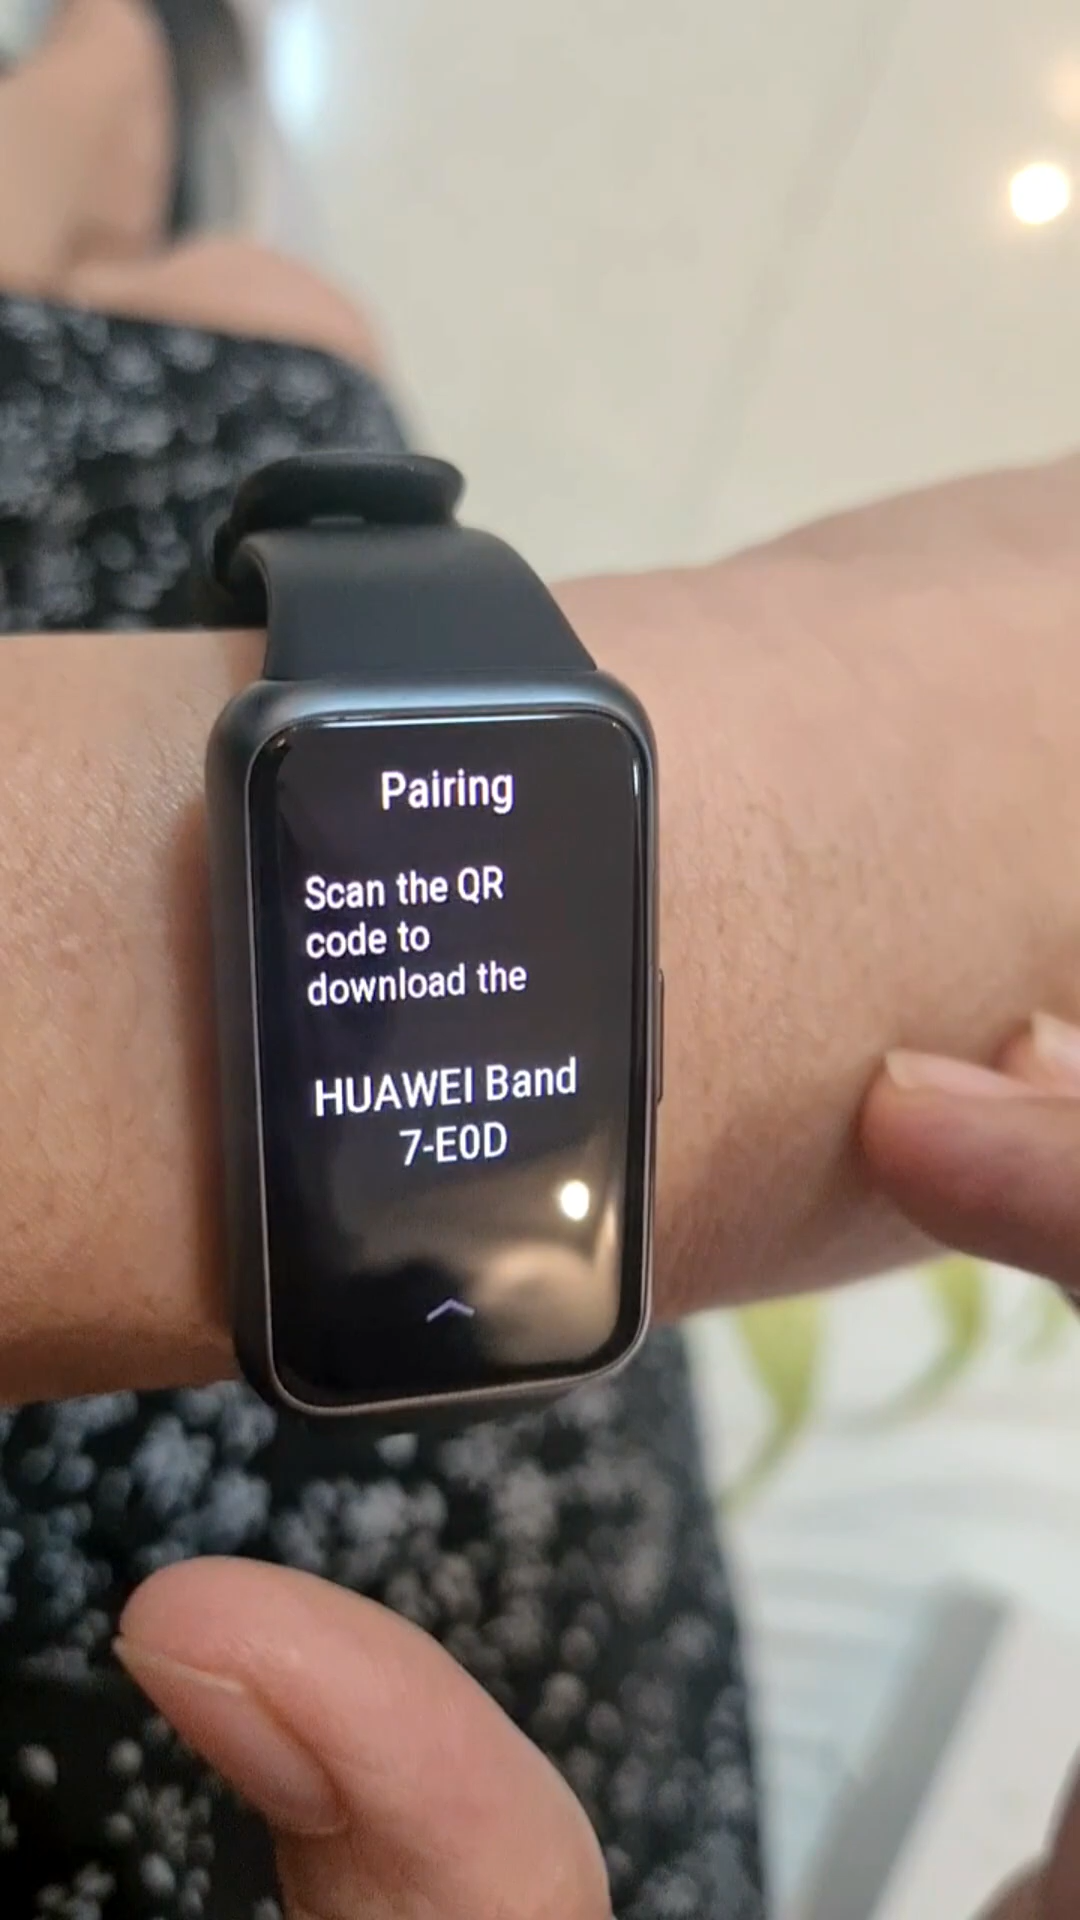 Pairing
Scan the QR
code to
download the
HUAWEI Band
7-E0D